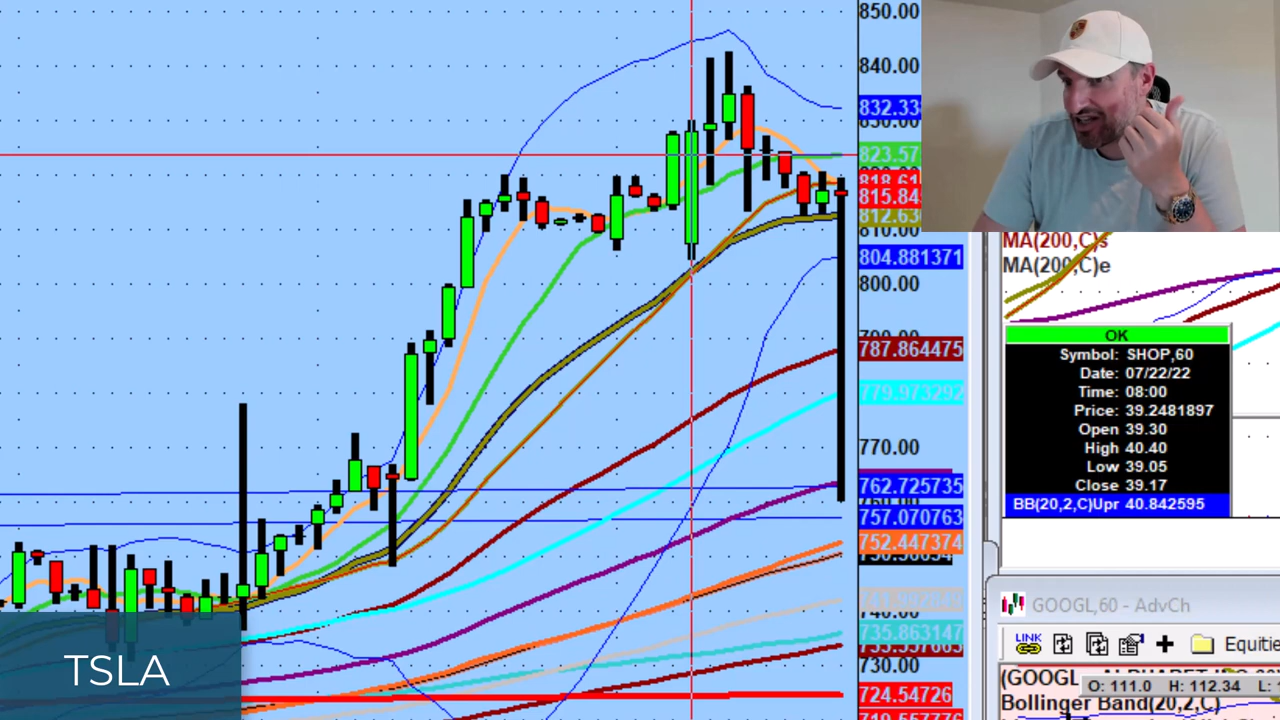 850.00
840.00
832.33
823.57
815.84
812.63
810.00
804.881371
800.00
787.864475
779.973292
770.00
762.725735
757.070763
752.447374
735.863147
730.00
724.54726
TSLA
MA(200,C)s
MA(200,C)e
OK
Symbol: SHOP,60
Date: 07/22/22
Time: 08:00
Price: 39.2481897
Open 39.30
High 40.40
Low 39.05
Close 39.17
BB(20,2,C)Upr 40.842595
GOOGL,60 - AdvCh
LINK
Equitie
(GOOGL
O: 111.0 H: 112.34 L:
Bollinger Band(20,2,C)